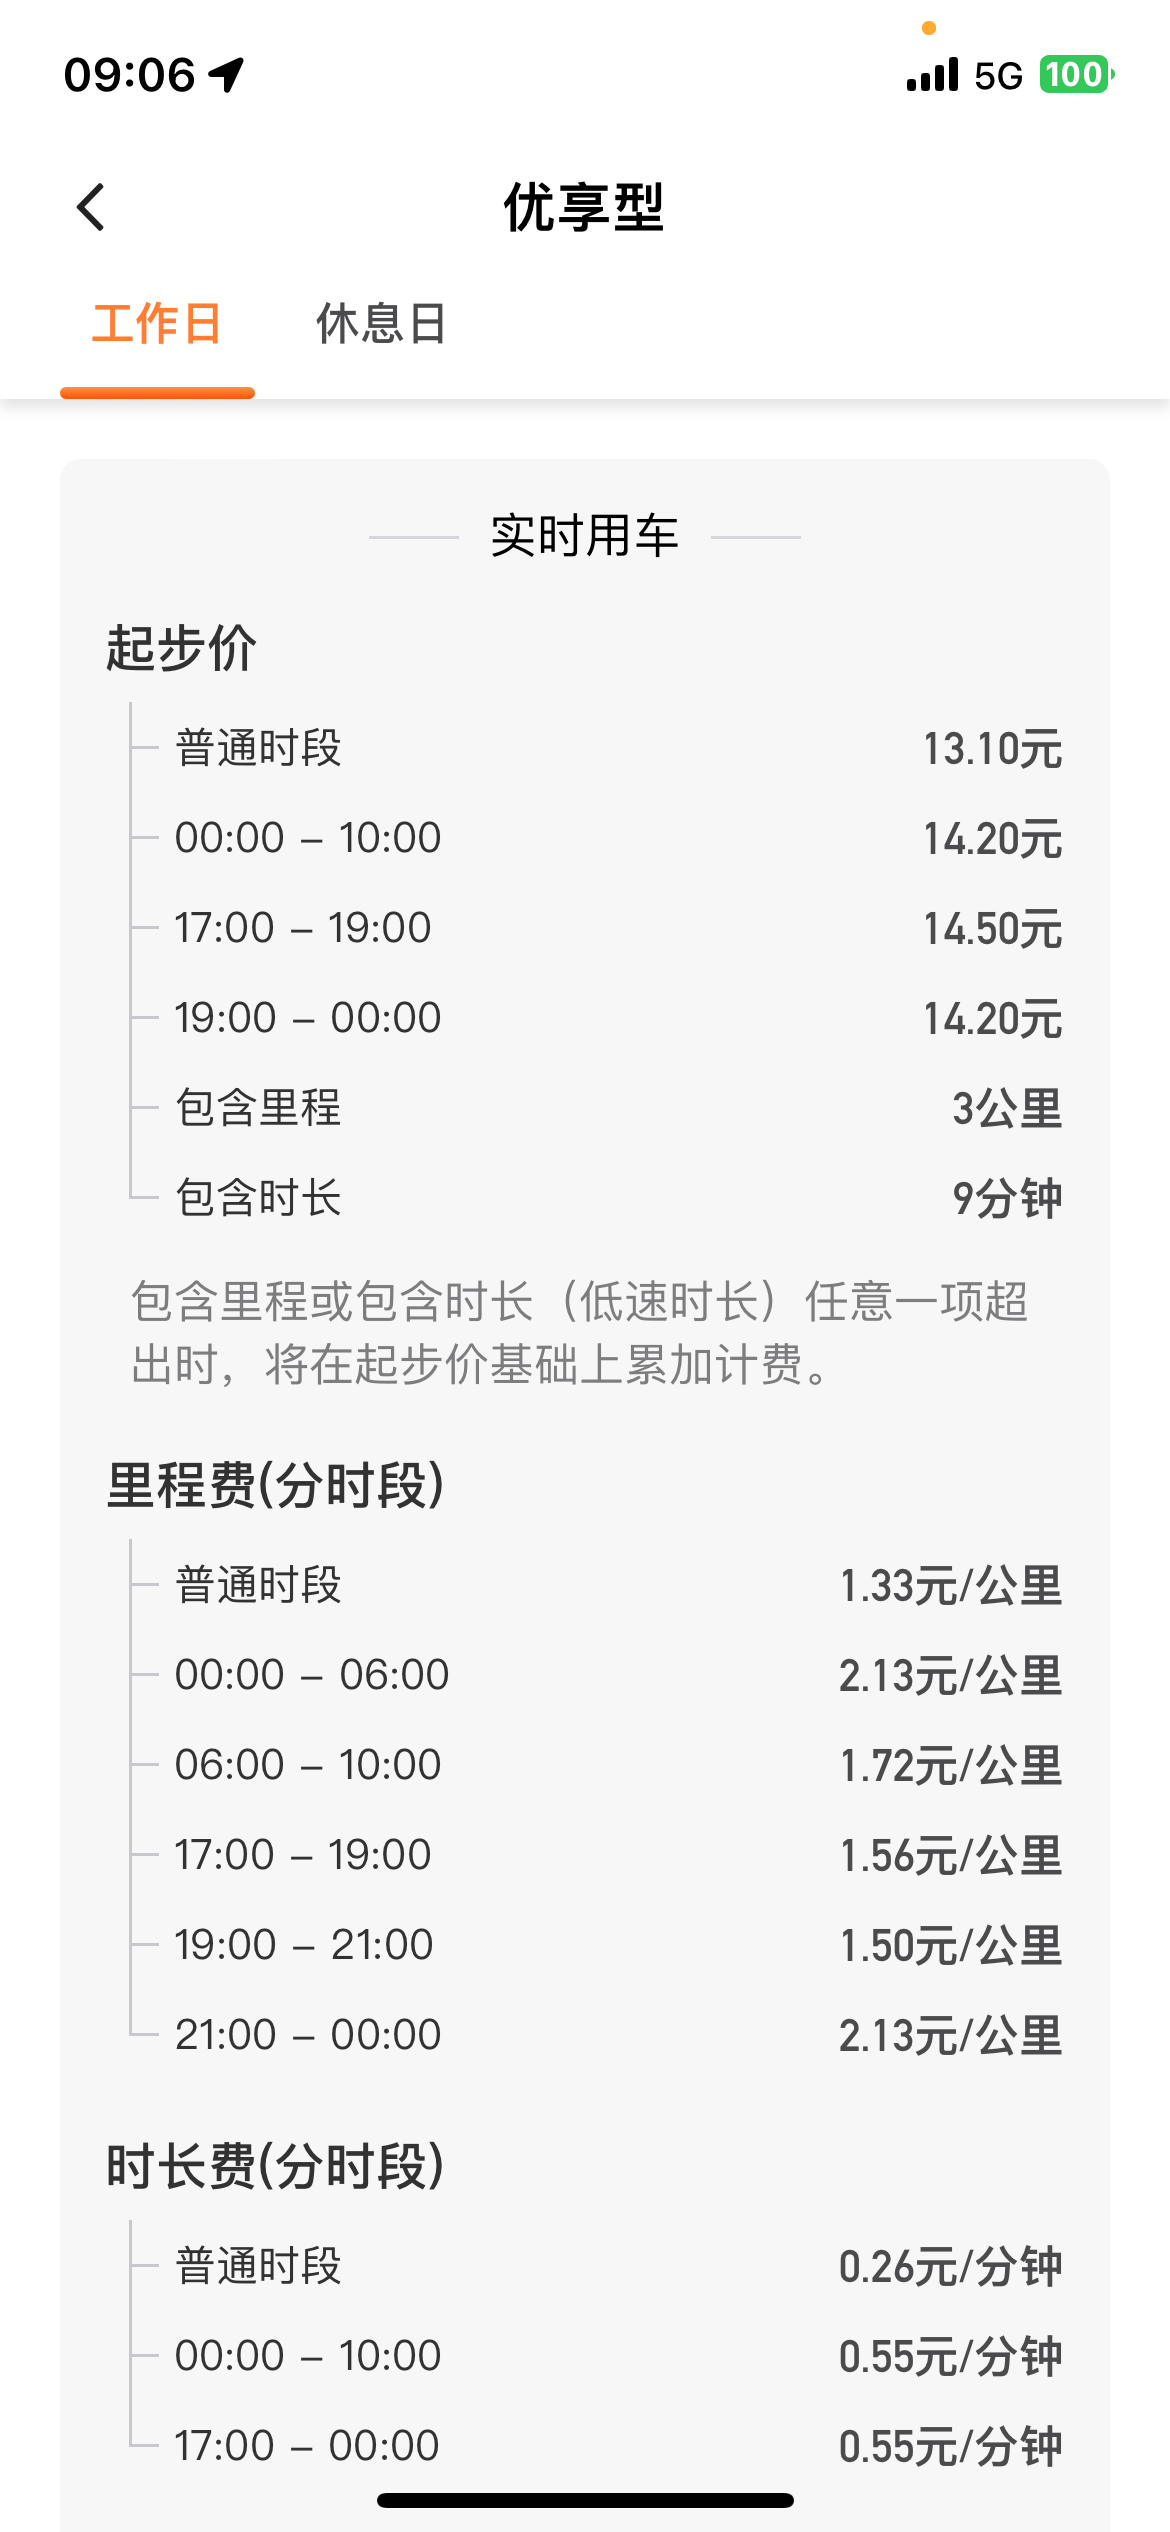 09:06
5G 100
优享型
工作日 休息日
实时用车
起步价
普通时段 13.10元
00:00 – 10:00 14.20元
17:00 – 19:00 14.50元
19:00 – 00:00 14.20元
包含里程 3公里
包含时长 9分钟
包含里程或包含时长（低速时长）任意一项超
出时，将在起步价基础上累加计费。
里程费(分时段)
普通时段 1.33元/公里
00:00 – 06:00 2.13元/公里
06:00 – 10:00 1.72元/公里
17:00 – 19:00 1.56元/公里
19:00 – 21:00 1.50元/公里
21:00 – 00:00 2.13元/公里
时长费(分时段)
普通时段 0.26元/分钟
00:00 – 10:00 0.55元/分钟
17:00 – 00:00 0.55元/分钟